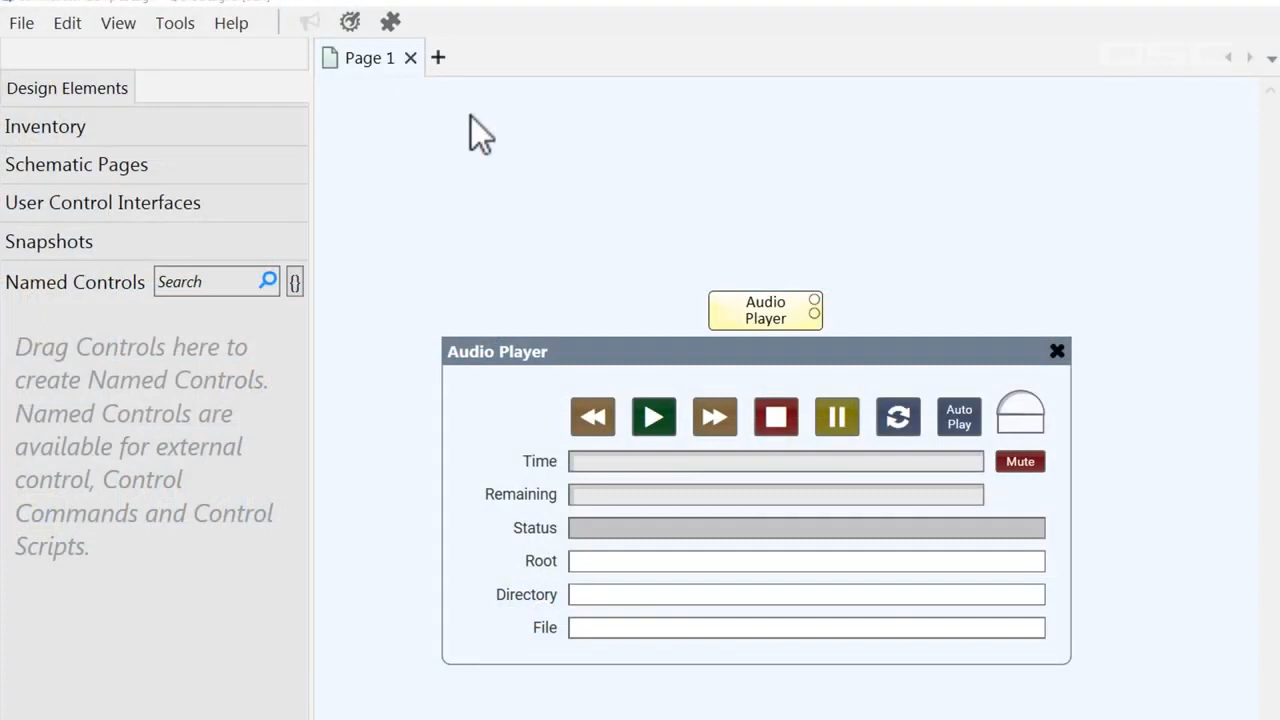 File Edit View Tools Help
Page 1
Design Elements
Inventory
Schematic Pages
User Control Interfaces
Snapshots
Named Controls Search {}
Drag Controls here to
create Named Controls.
Named Controls are
available for external
control, Control
Commands and Control
Scripts.
Audio
Player
Audio Player
Auto
Play
Time
Mute
Remaining
Status
Root
Directory
File